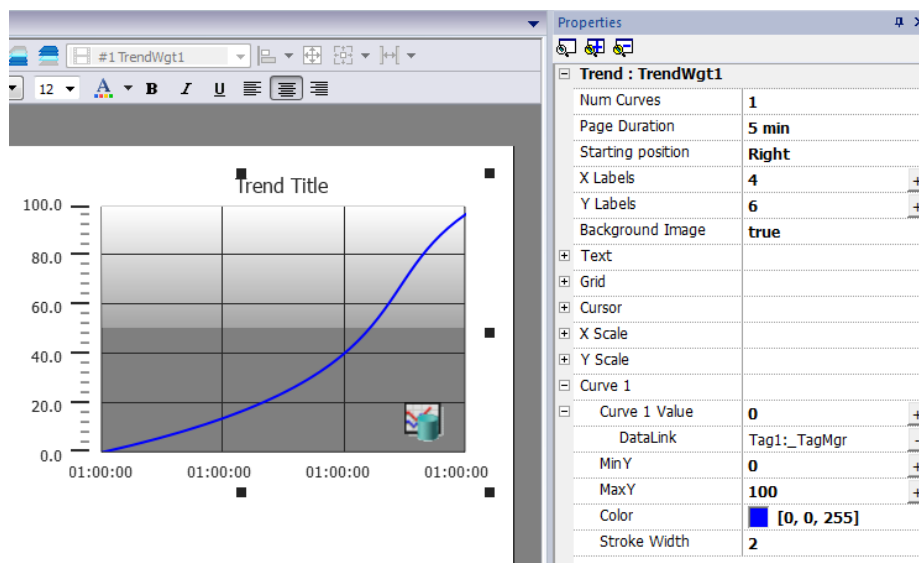 Properties
#1 TrendWgt1
12 A B I U
Trend Title
100.0
80.0
60.0
40.0
20.0
0.0
01:00:00 01:00:00 01:00:00 01:00:00
Trend : TrendWgt1
Num Curves 1
Page Duration 5 min
Starting position Right
X Labels 4
Y Labels 6
Background Image true
Text
Grid
Cursor
X Scale
Y Scale
Curve 1
Curve 1 Value 0
DataLink Tag1:_TagMgr
MinY 0
MaxY 100
Color [0, 0, 255]
Stroke Width 2